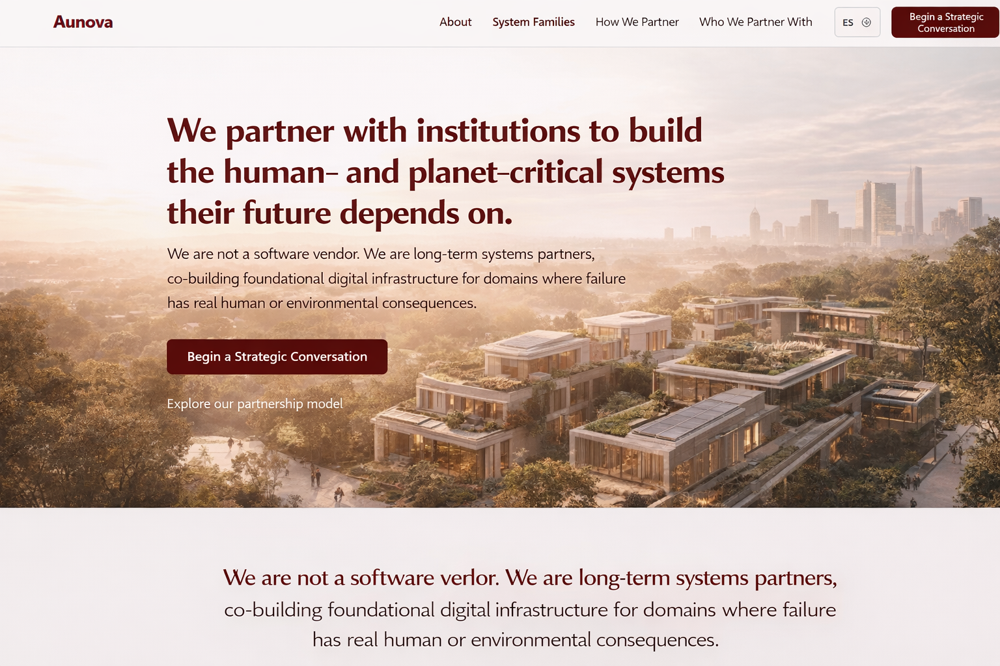 Aunova
About
System Families
How We Partner
Who We Partner With
ES
Begin a Strategic
Conversation
We partner with institutions to build
the human– and planet–critical systems
their future depends on.
We are not a software vendor. We are long-term systems partners,
co-building foundational digital infrastructure for domains where failure
has real human or environmental consequences.
Begin a Strategic Conversation
Explore our partnership model
We are not a software verlor. We are long-term systems partners,
co-building foundational digital infrastructure for domains where failure
has real human or environmental consequences.